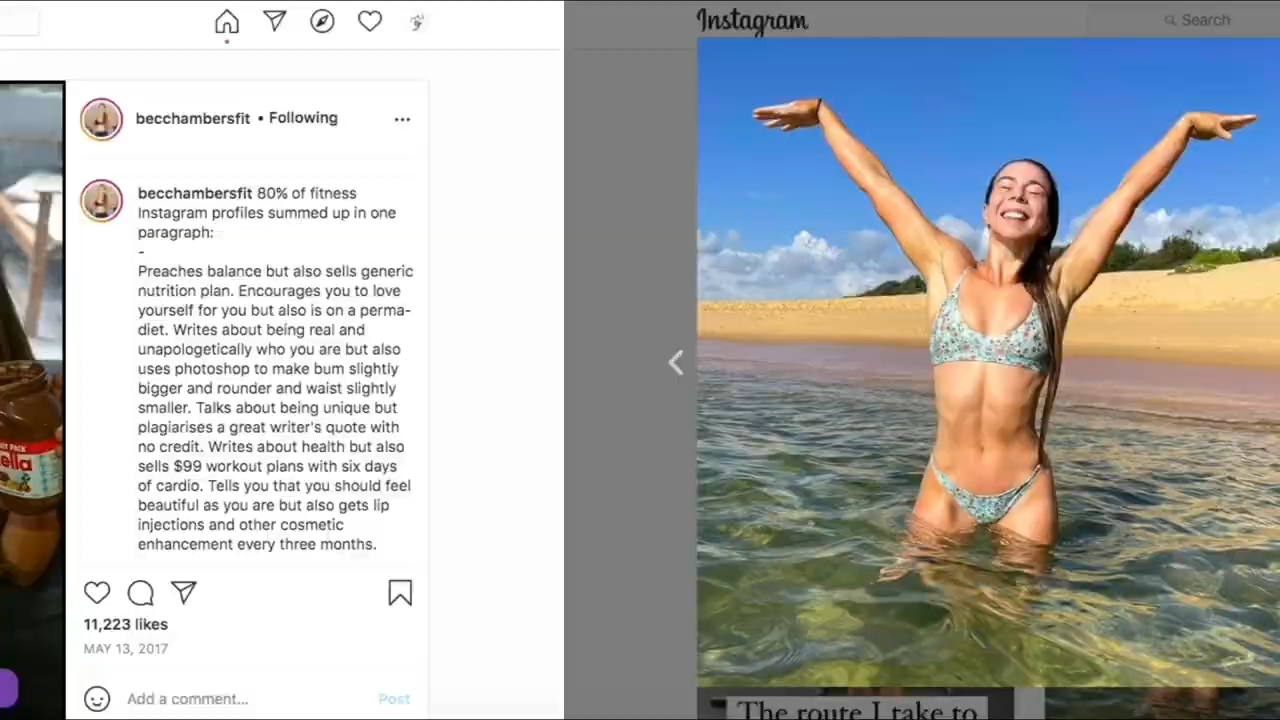 becchambersfit • Following
becchambersfit 80% of fitness
Instagram profiles summed up in one
paragraph:
-
Preaches balance but also sells generic
nutrition plan. Encourages you to love
yourself for you but also is on a perma-
diet. Writes about being real and
unapologetically who you are but also
uses photoshop to make bum slightly
bigger and rounder and waist slightly
smaller. Talks about being unique but
plagiarises a great writer's quote with
no credit. Writes about health but also
sells $99 workout plans with six days
of cardio. Tells you that you should feel
beautiful as you are but also gets lip
injections and other cosmetic
enhancement every three months.
11,223 likes
MAY 13, 2017
Add a comment... Post
Instagram
Search
The route I take to